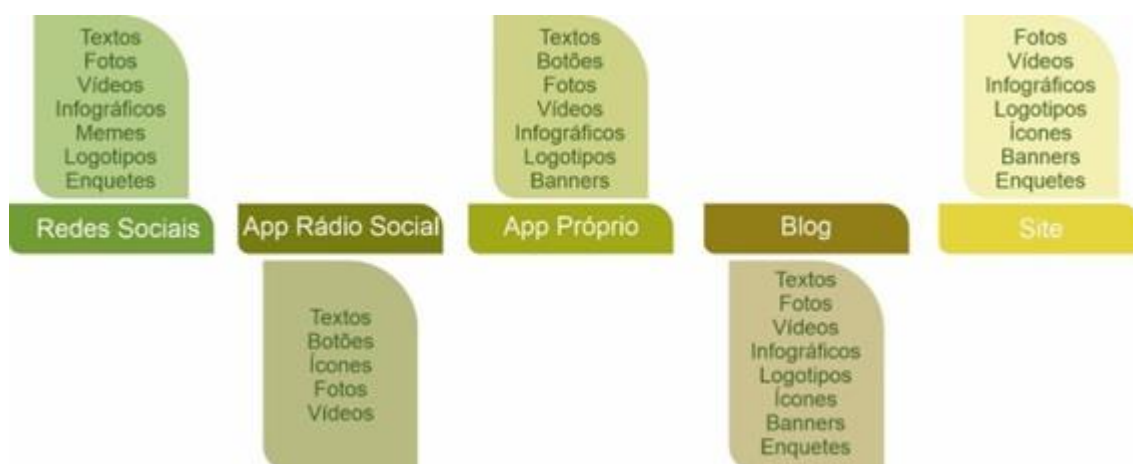 Textos
Fotos
Vídeos
Infográficos
Memes
Logotipos
Enquetes
Redes Sociais
App Rádio Social
Textos
Botões
Ícones
Fotos
Vídeos
Textos
Botões
Fotos
Vídeos
Infográficos
Logotipos
Banners
App Próprio
Blog
Textos
Fotos
Vídeos
Infográficos
Logotipos
Ícones
Banners
Enquetes
Fotos
Vídeos
Infográficos
Logotipos
Ícones
Banners
Enquetes
Site